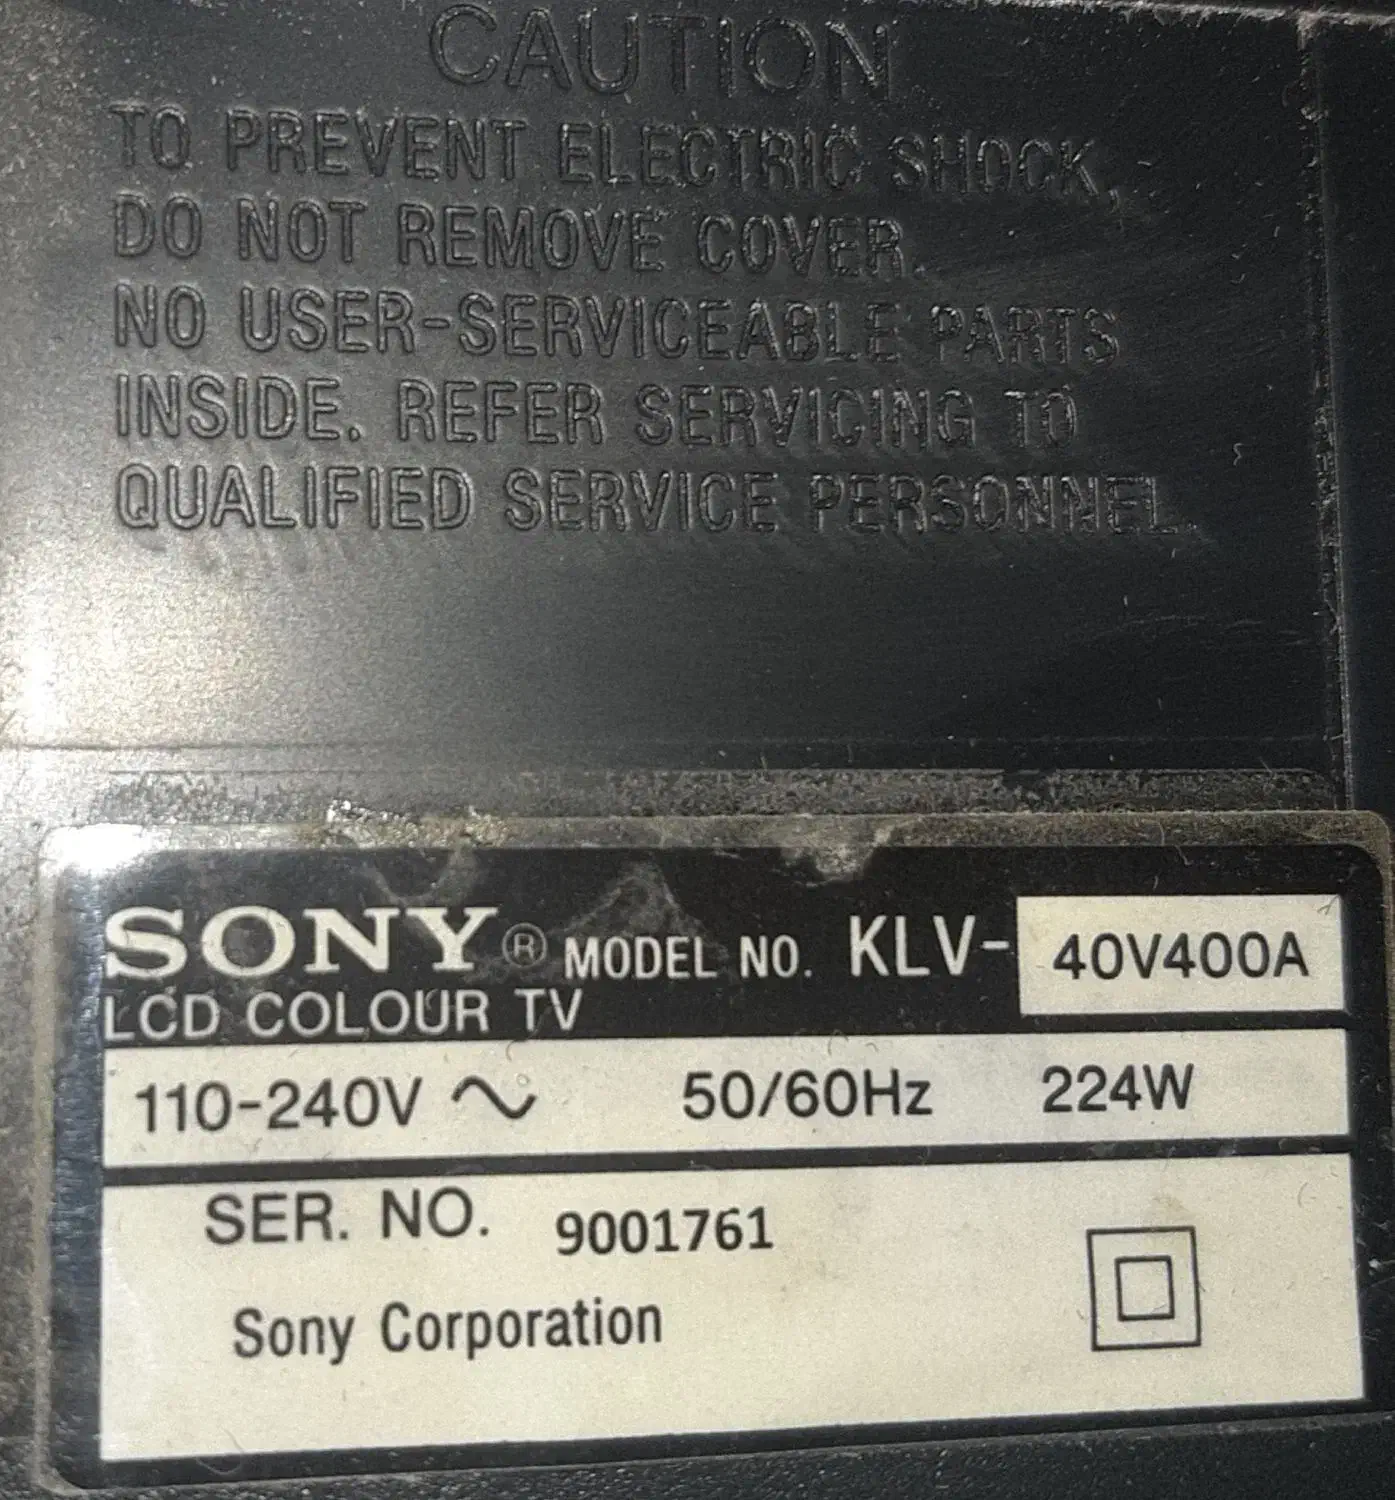 CAUTION
TO PREVENT ELECTRIC SHOCK,
DO NOT REMOVE COVER.
NO USER-SERVICEABLE PARTS
INSIDE. REFER SERVICING TO
QUALIFIED SERVICE PERSONNEL.
SONY® MODEL NO. KLV- 40V400A
LCD COLOUR TV
110-240V ~ 50/60Hz 224W
SER. NO. 9001761
Sony Corporation